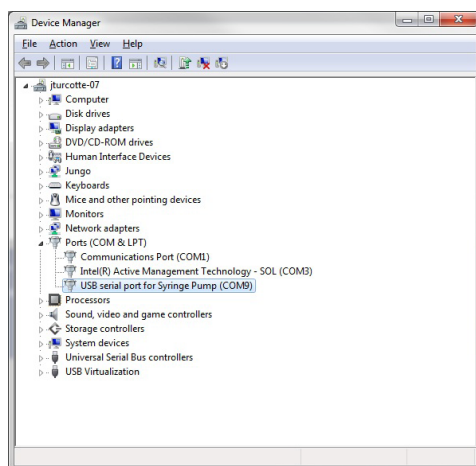 Device Manager
File Action View Help
jturcotte-07
Computer
Disk drives
Display adapters
DVD/CD-ROM drives
Human Interface Devices
Jungo
Keyboards
Mice and other pointing devices
Monitors
Network adapters
Ports (COM & LPT)
Communications Port (COM1)
Intel(R) Active Management Technology - SOL (COM3)
USB serial port for Syringe Pump (COM9)
Processors
Sound, video and game controllers
Storage controllers
System devices
Universal Serial Bus controllers
USB Virtualization